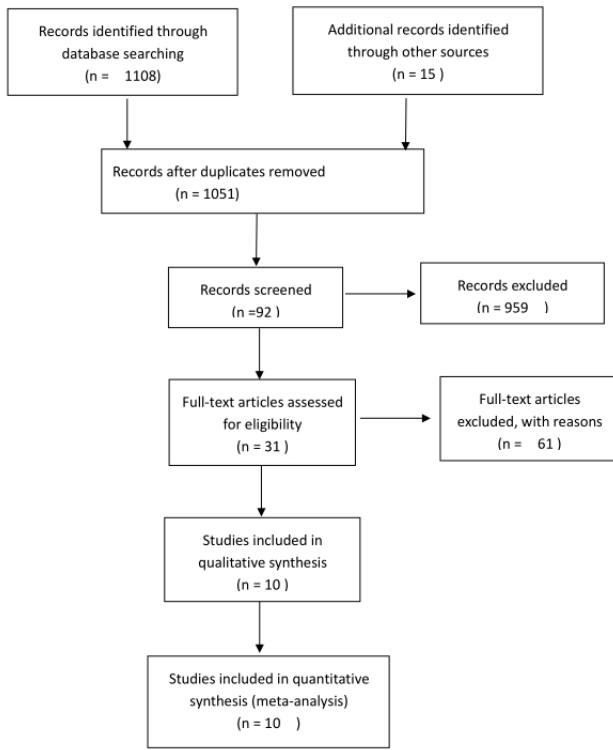 Records identified through
database searching
(n = 1108)
Additional records identified
through other sources
(n = 15 )
Records after duplicates removed
(n = 1051)
Records screened
(n =92 )
Records excluded
(n = 959 )
Full-text articles assessed
for eligibility
(n = 31 )
Full-text articles
excluded, with reasons
(n = 61 )
Studies included in
qualitative synthesis
(n = 10 )
Studies included in quantitative
synthesis (meta-analysis)
(n = 10 )